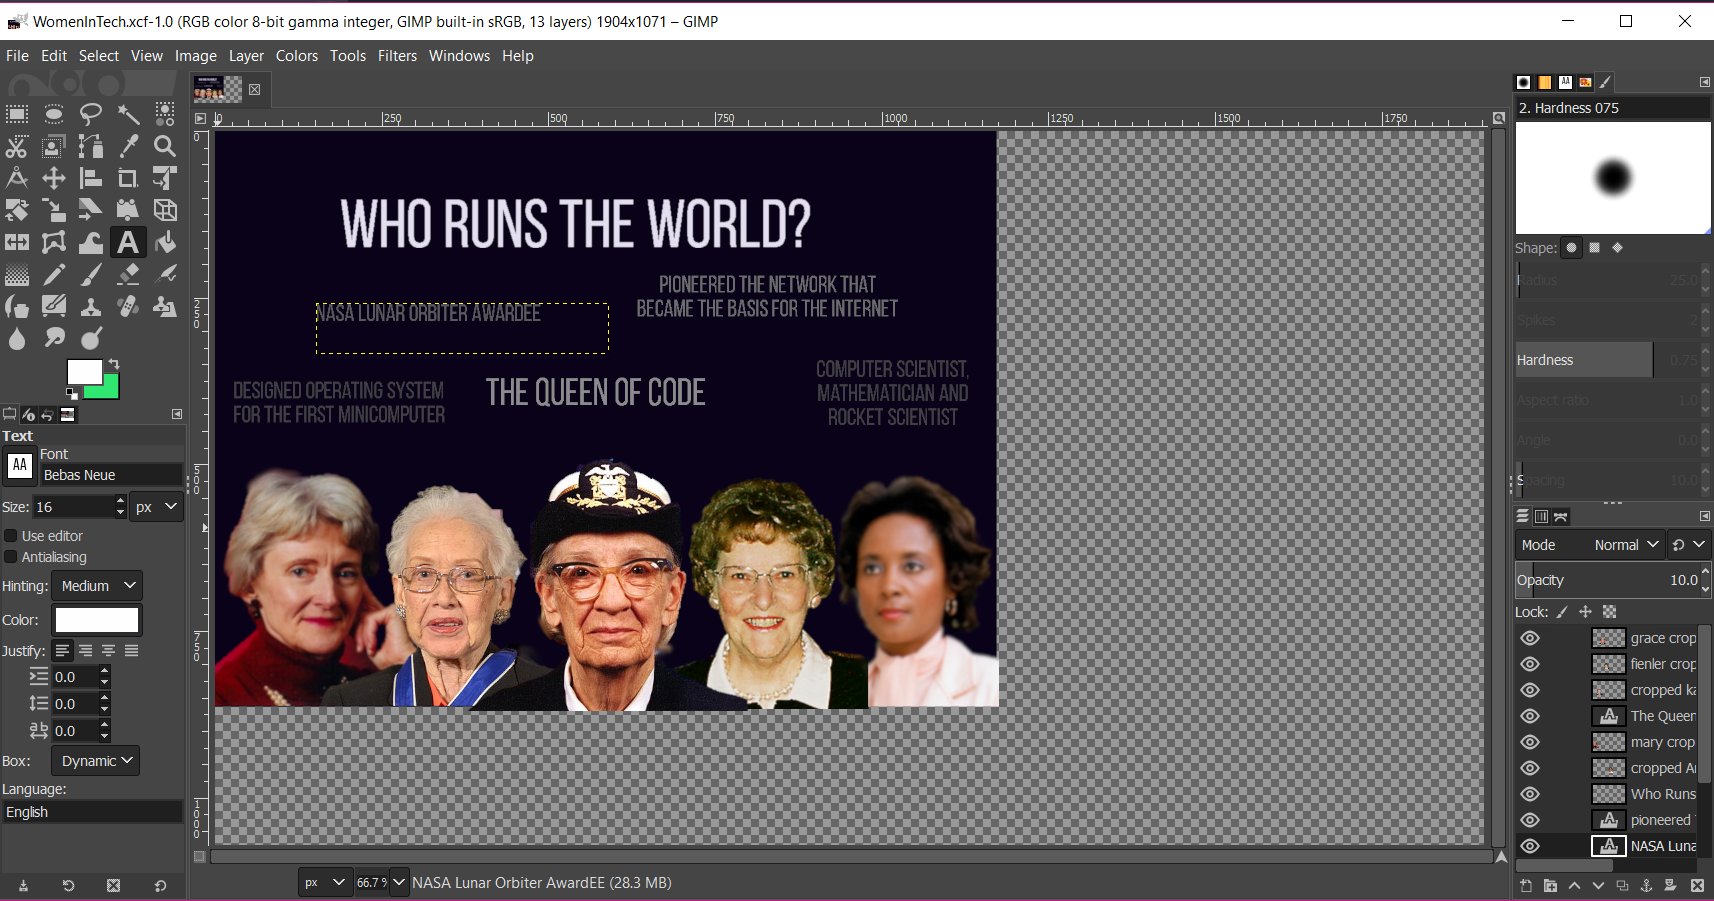 WomenInTech.xcf-1.0 (RGB color 8-bit gamma integer, GIMP built-in sRGB, 13 layers) 1904x1071 – GIMP
File Edit Select View Image Layer Colors Tools Filters Windows Help
0 250 500 750 1000 1250 1500 1750
0
250
500
750
1000
WHO RUNS THE WORLD?
PIONEERED THE NETWORK THAT
BECAME THE BASIS FOR THE INTERNET
NASA LUNAR ORBITER AWARDEE
DESIGNED OPERATING SYSTEM
FOR THE FIRST MINICOMPUTER
THE QUEEN OF CODE
COMPUTER SCIENTIST,
MATHEMATICIAN AND
ROCKET SCIENTIST
Text
AA
Font
Bebas Neue
Size: 16 px
Use editor
Antialiasing
Hinting: Medium
Color:
Justify:
0.0
0.0
0.0
Box: Dynamic
Language:
English
px 66.7 % NASA Lunar Orbiter AwardEE (28.3 MB)
2. Hardness 075
Shape:
Radius 25.0
Spikes 2
Hardness 0.75
Aspect ratio 1.0
Angle 0.0
Spacing 10.0
Mode Normal
Opacity 10.0
Lock:
grace crop
fienler crop
cropped ka
The Queen
mary crop
cropped A
Who Runs
pioneered
NASA Luna